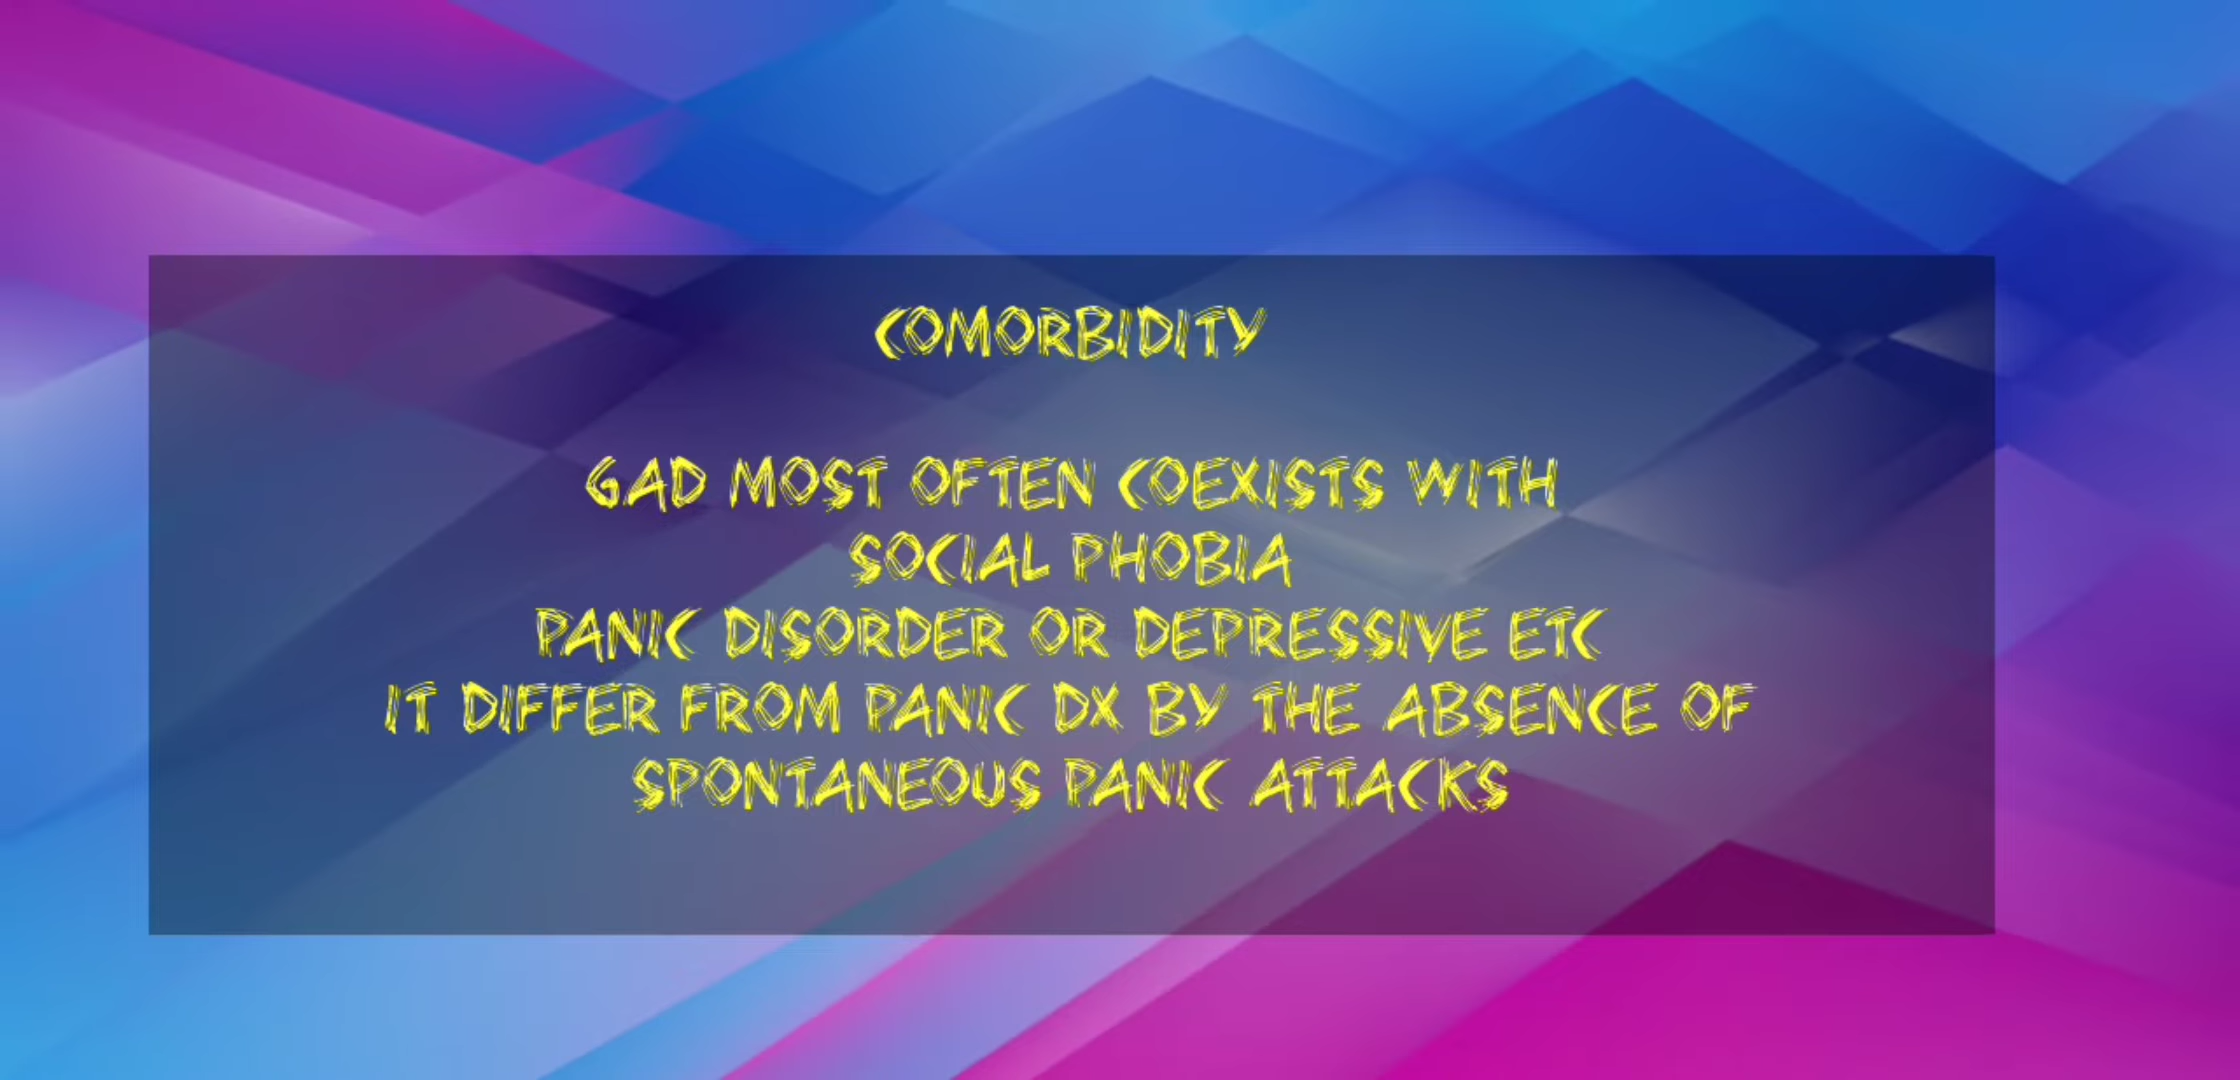 COMORBIDITY
GAD MOST OFTEN COEXISTS WITH
SOCIAL PHOBIA
PANIC DISORDER OR DEPRESSIVE ETC
IT DIFFER FROM PANIC DX BY THE ABSENCE OF
SPONTANEOUS PANIC ATTACKS